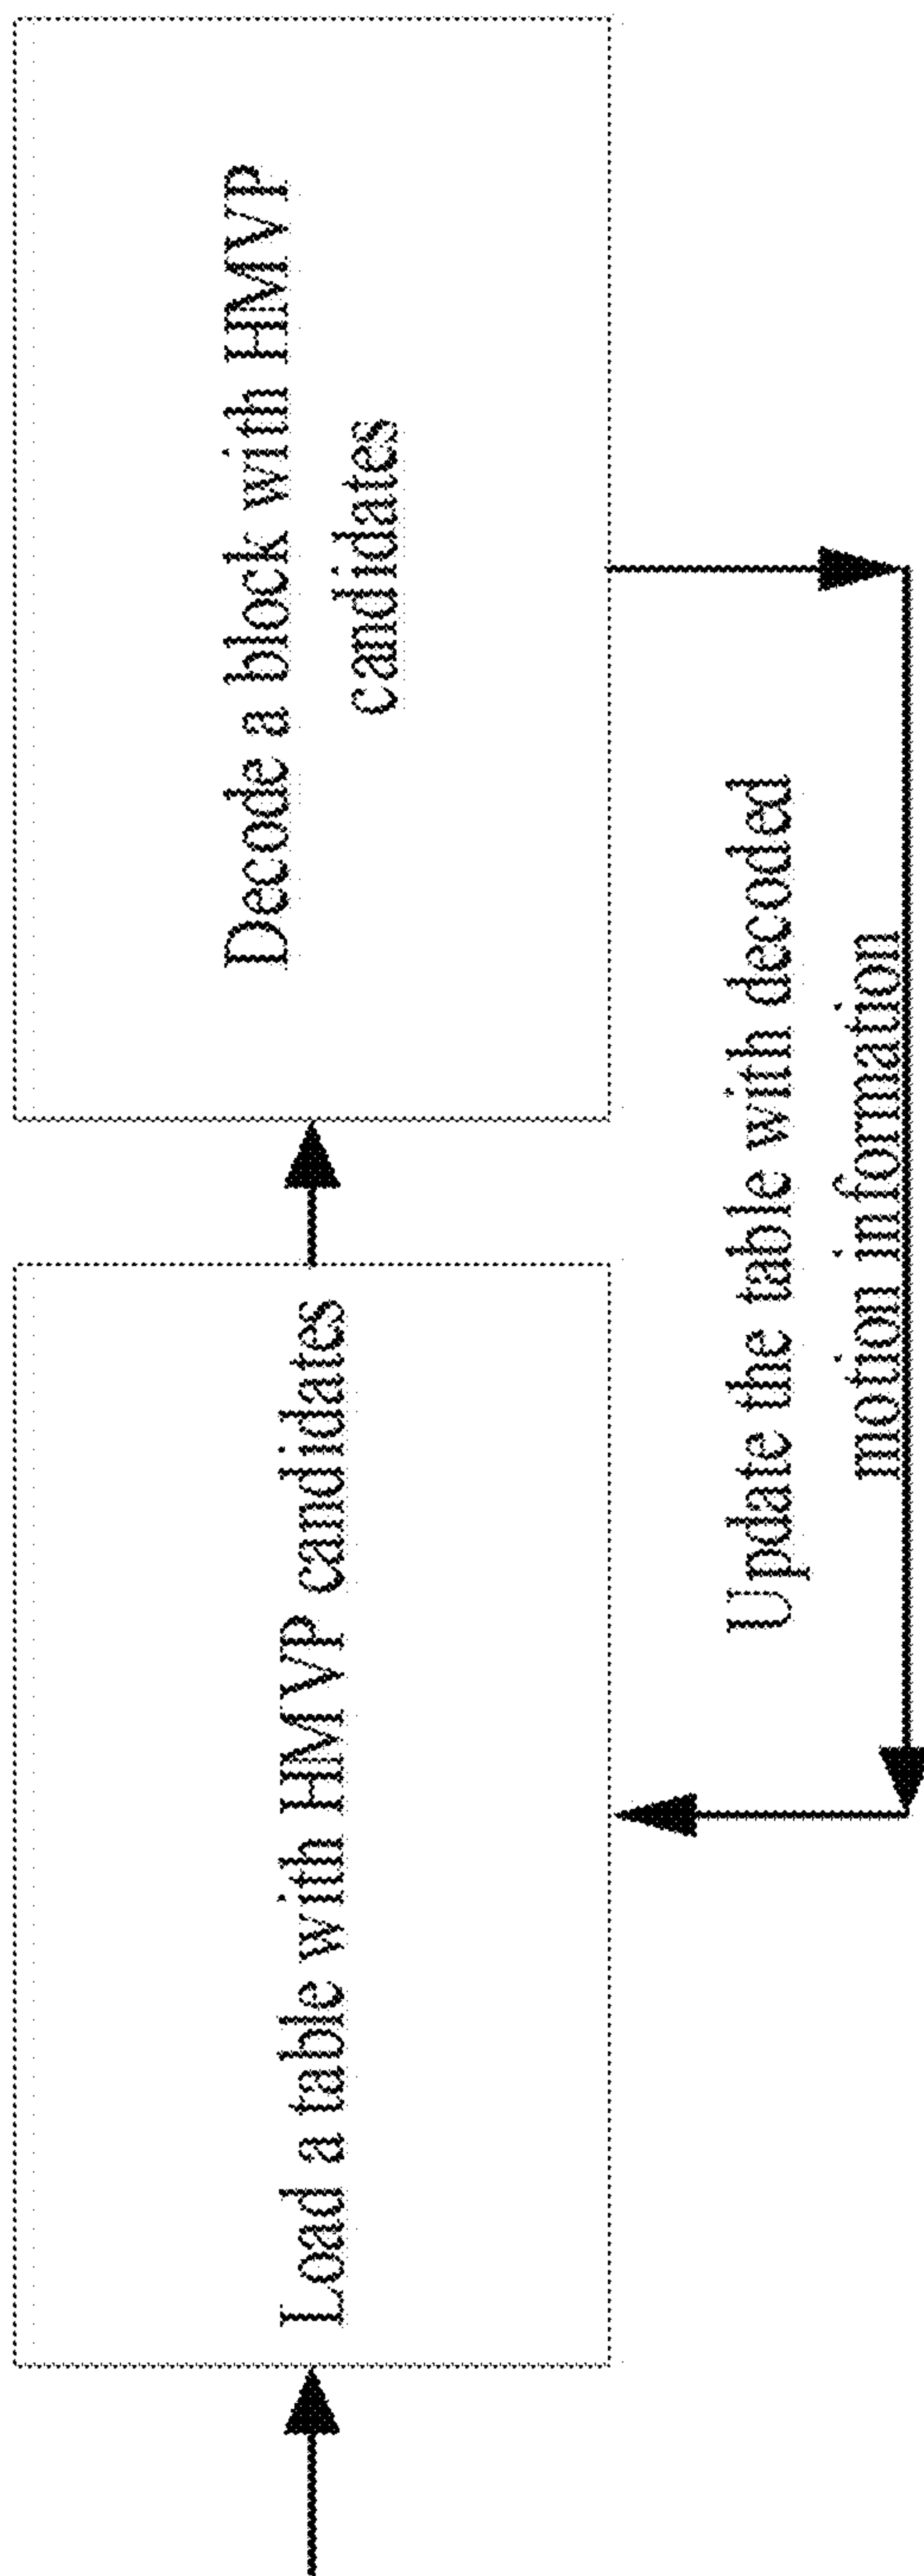 Load a table with HMVP candidates
Decode a block with HMVP
candidates
Update the table with decoded
motion information